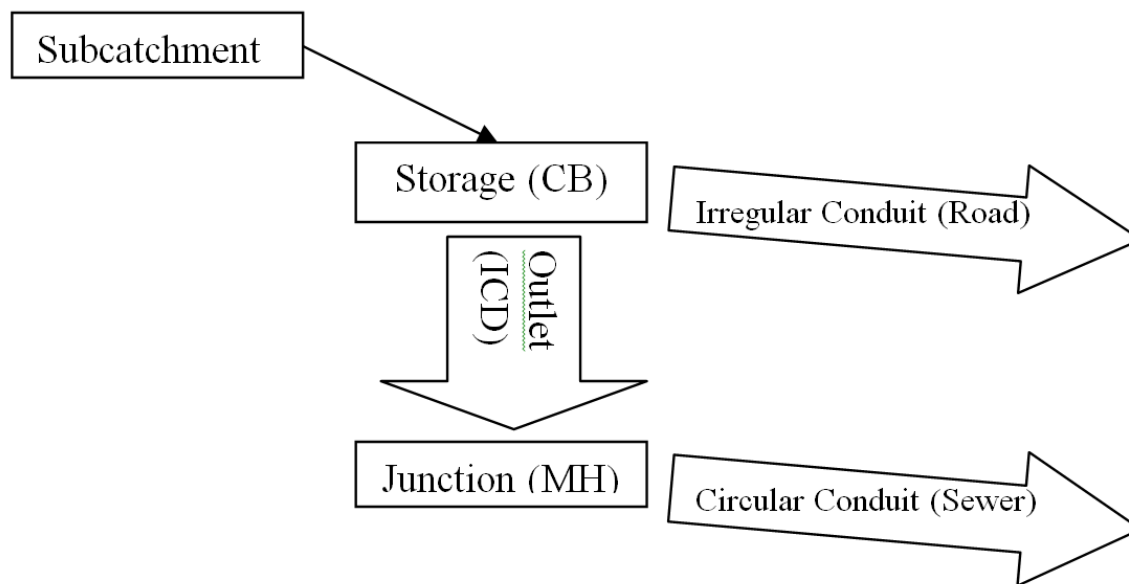 Subcatchment
Storage (CB)
Irregular Conduit (Road)
Outlet
(ICD)
Junction (MH)
Circular Conduit (Sewer)